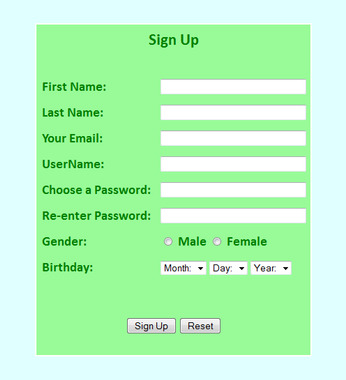 Sign Up
First Name:
Last Name:
Your Email:
UserName:
Choose a Password:
Re-enter Password:
Gender: Male Female
Birthday: Month: Day: Year:
Sign Up Reset